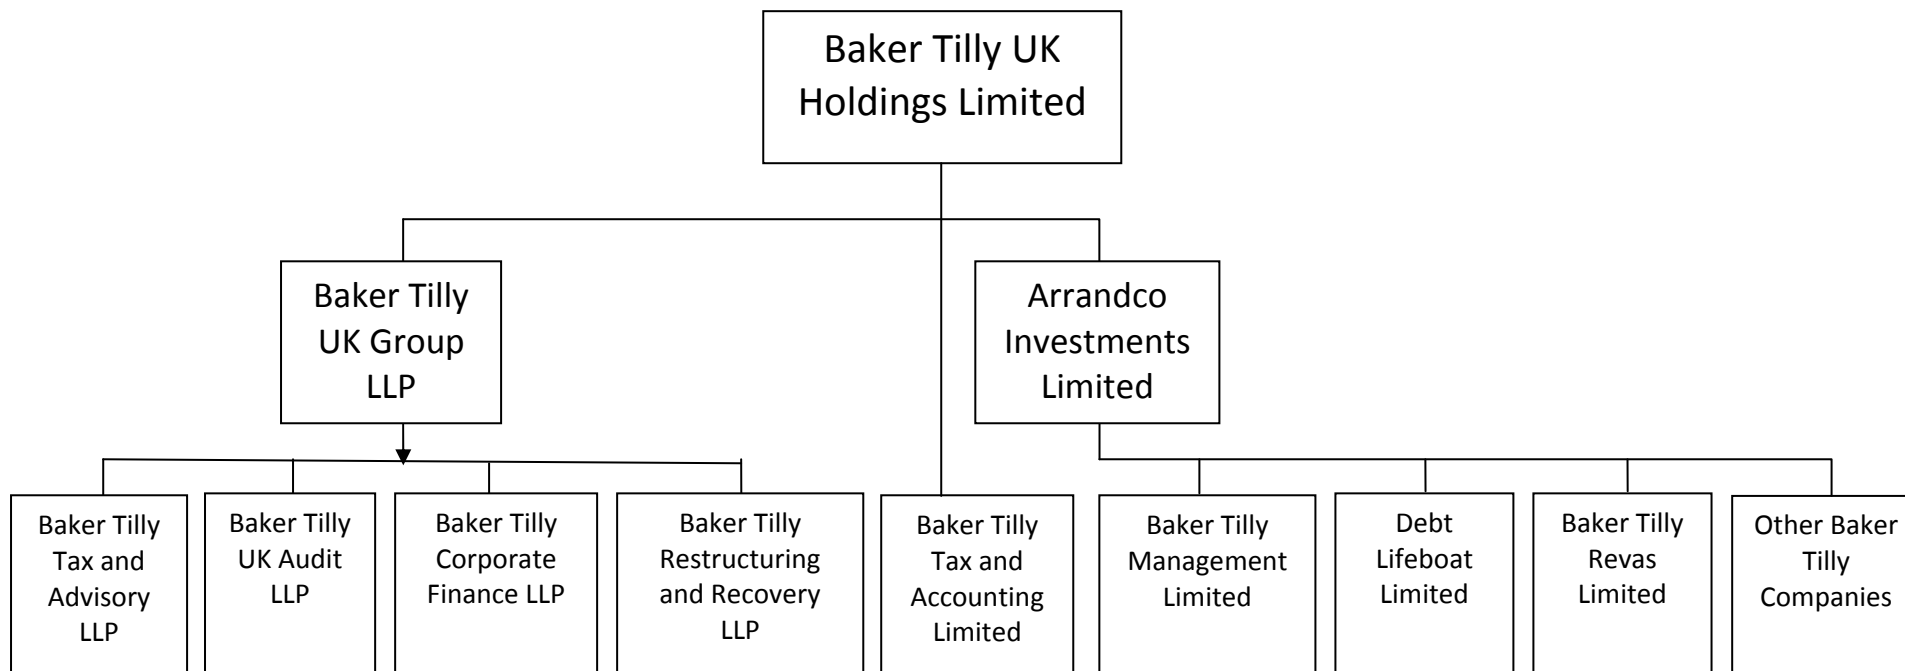 Baker Tilly UK
Holdings Limited
Baker Tilly
UK Group
LLP
Arrandco
Investments
Limited
Baker Tilly
Tax and
Advisory
LLP
Baker Tilly
UK Audit
LLP
Baker Tilly
Corporate
Finance LLP
Baker Tilly
Restructuring
and Recovery
LLP
Baker Tilly
Tax and
Accounting
Limited
Baker Tilly
Management
Limited
Debt
Lifeboat
Limited
Baker Tilly
Revas
Limited
Other Baker
Tilly
Companies